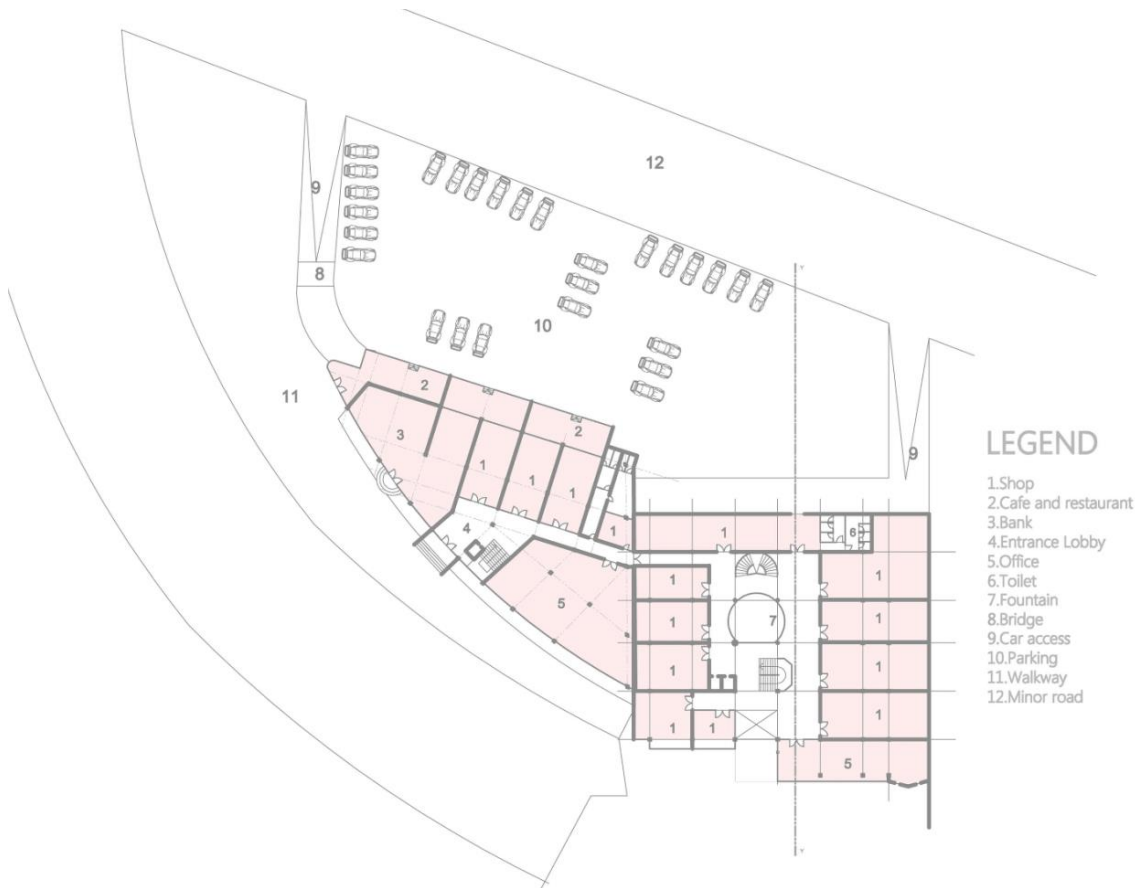 12
9
8
10
11
2
3
2
1
1
1
4
1
1
6
9
1
1
5
1
7
1
1
1
1
1
1
1
5
LEGEND
1.Shop
2.Cafe and restaurant
3.Bank
4.Entrance Lobby
5.Office
6.Toilet
7.Fountain
8.Bridge
9.Car access
10.Parking
11.Walkway
12.Minor road